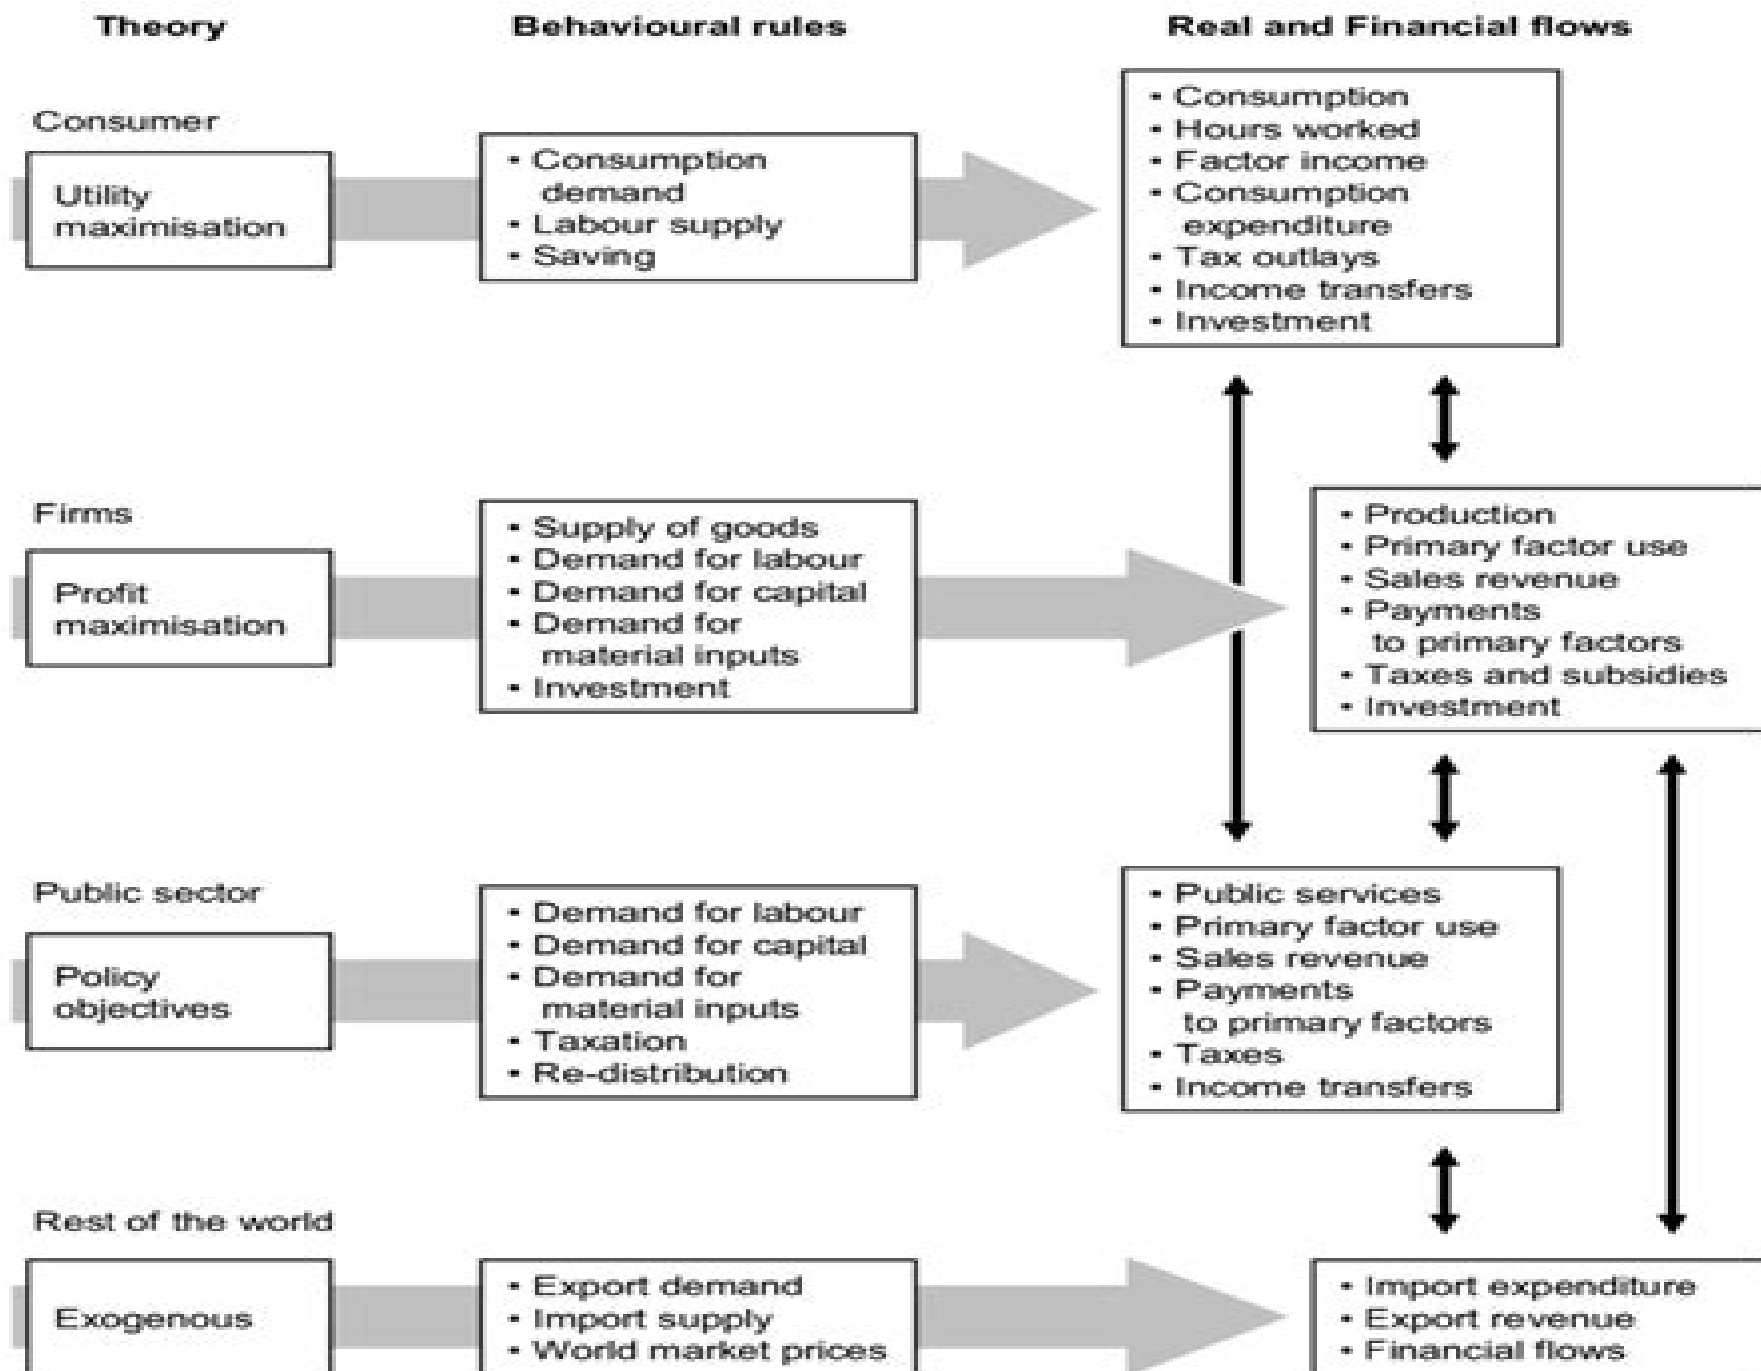 Theory
Behavioural rules
Real and Financial flows
Consumer
Utility
maximisation
• Consumption
demand
• Labour supply
• Saving
• Consumption
• Hours worked
• Factor income
• Consumption
expenditure
• Tax outlays
• Income transfers
• Investment
Firms
Profit
maximisation
• Supply of goods
• Demand for labour
• Demand for capital
• Demand for
material inputs
• Investment
• Production
• Primary factor use
• Sales revenue
• Payments
to primary factors
• Taxes and subsidies
• Investment
Public sector
Policy
objectives
• Demand for labour
• Demand for capital
• Demand for
material inputs
• Taxation
• Re-distribution
• Public services
• Primary factor use
• Sales revenue
• Payments
to primary factors
• Taxes
• Income transfers
Rest of the world
Exogenous
• Export demand
• Import supply
• World market prices
• Import expenditure
• Export revenue
• Financial flows